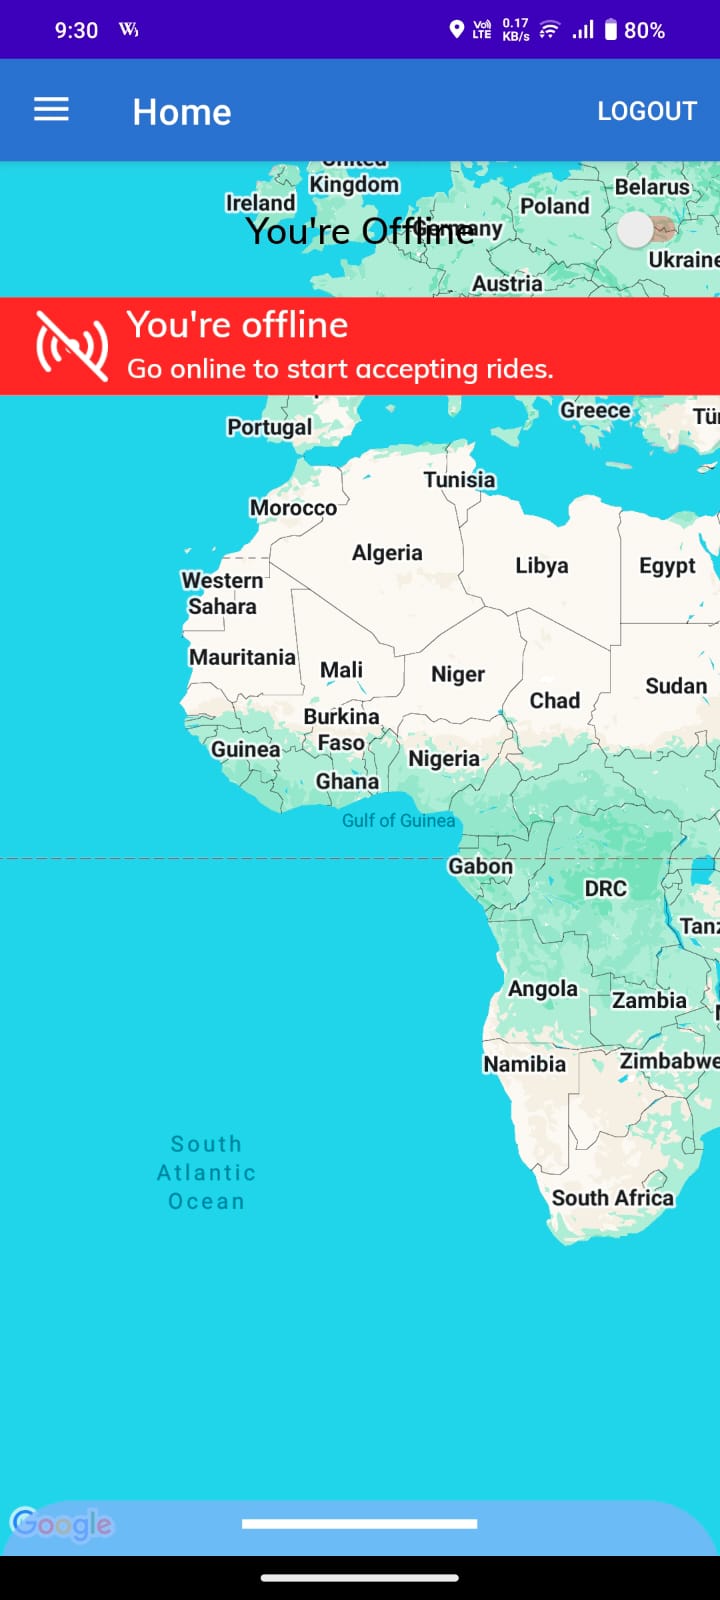 9:30
Vo)) LTE
0.17 KB/s
80%
Home
LOGOUT
United
Kingdom
Ireland
Belarus
Poland
Germany
You're Offline
Ukraine
Austria
You're offline
Go online to start accepting rides.
Greece
Portugal
Tunisia
Morocco
Algeria
Libya
Egypt
Western
Sahara
Mauritania
Mali
Niger
Sudan
Chad
Burkina
Faso
Guinea
Nigeria
Ghana
Gulf of Guinea
Gabon
DRC
Tanz
Angola
Zambia
Namibia
Zimbabwe
South
Atlantic
Ocean
South Africa
Google